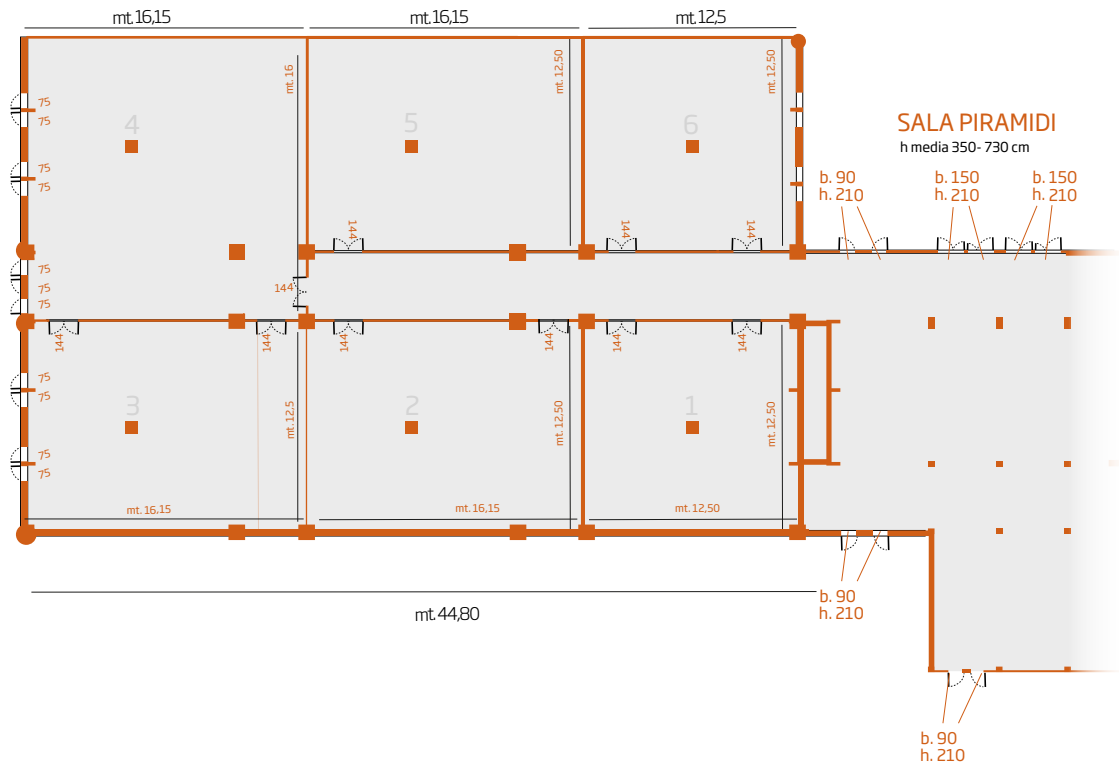 mt.16,15
mt.16,15
mt.12,5
75
75
75
75
75
75
75
4
mt. 16
5
mt. 12,50
6
mt. 12,50
144
144
144
144
SALA PIRAMIDI
h media 350- 730 cm
b. 90
h. 210
b. 150
h. 210
b. 150
h. 210
144
144
144
144
144
144
75
75
75
75
3
mt. 12,5
2
mt. 12,50
1
mt. 12,50
mt. 16,15
mt. 16,15
mt. 12,50
mt. 44,80
b. 90
h. 210
b. 90
h. 210